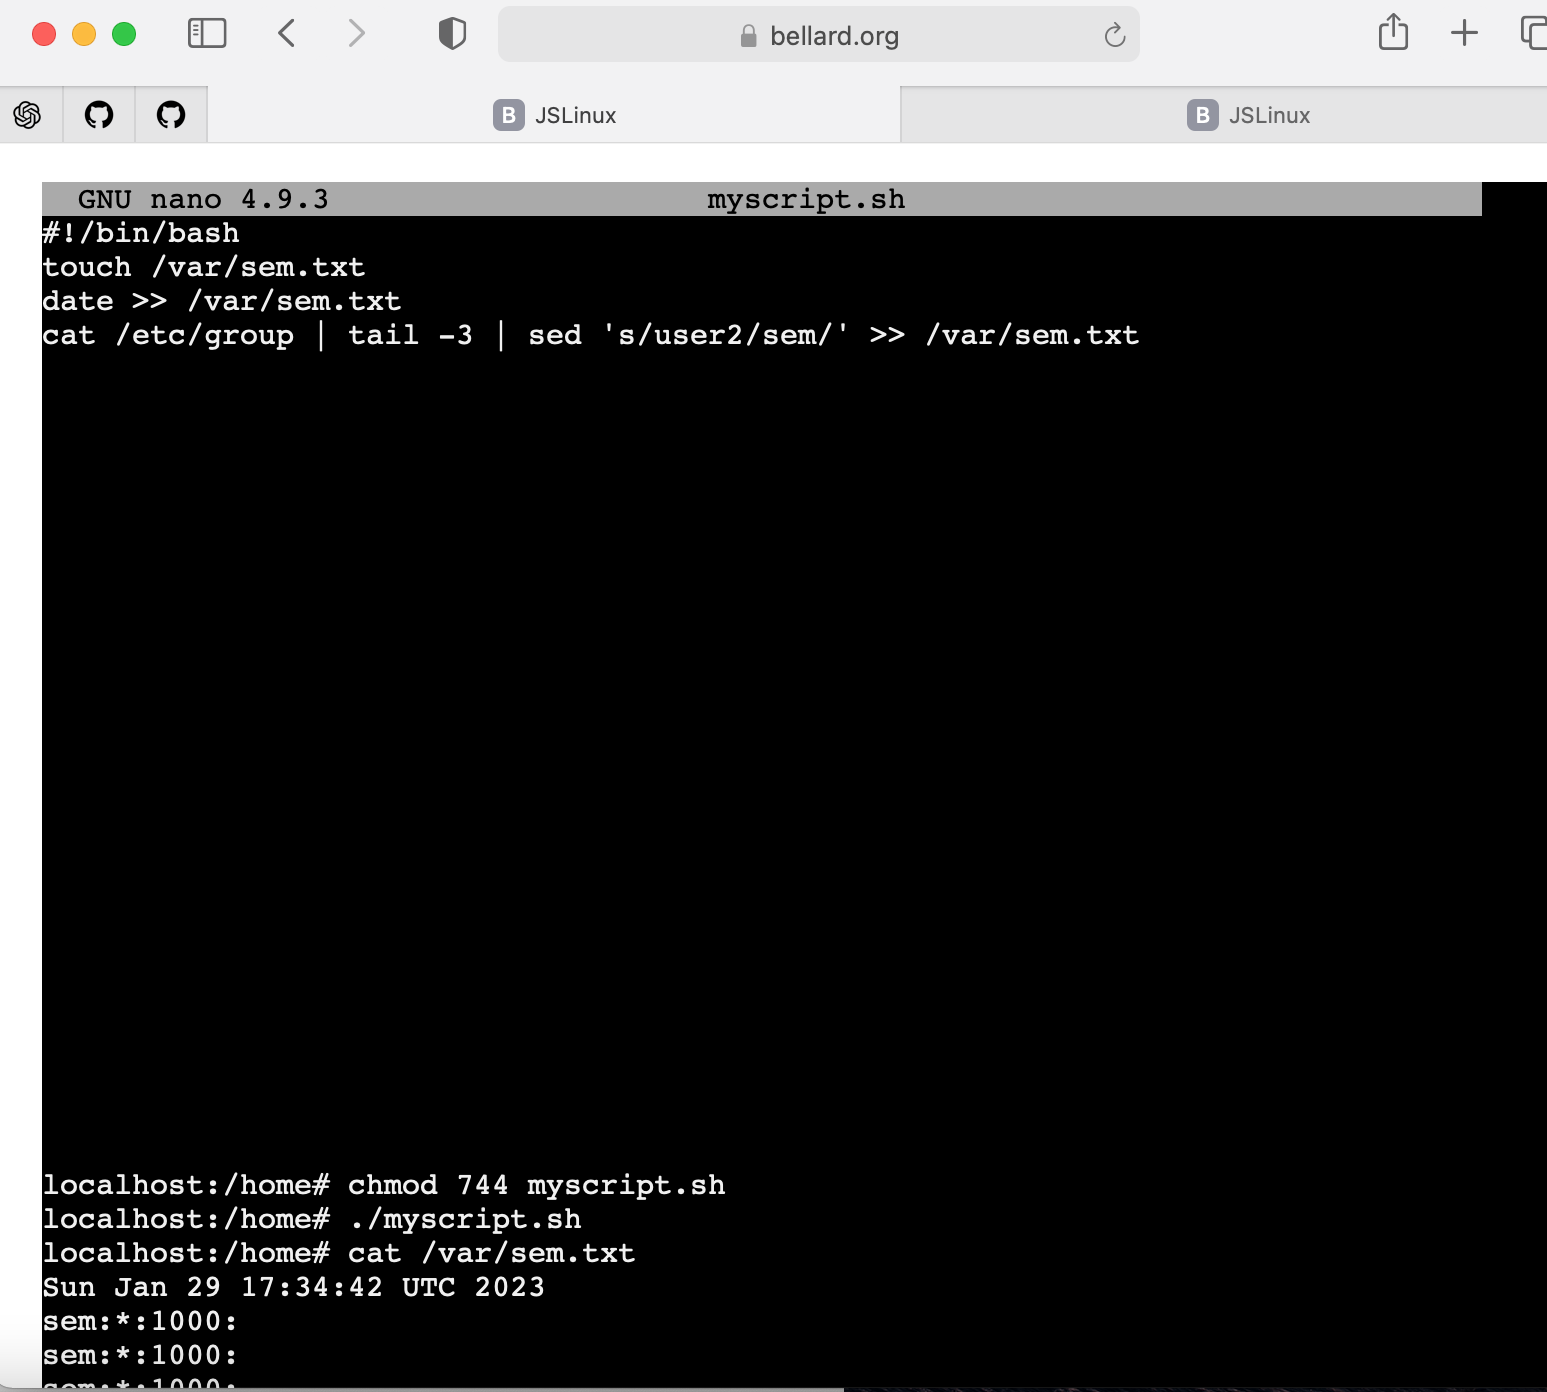 bellard.org
B JSLinux
B JSLinux
GNU nano 4.9.3 myscript.sh
#!/bin/bash
touch /var/sem.txt
date >> /var/sem.txt
cat /etc/group | tail -3 | sed 's/user2/sem/' >> /var/sem.txt
localhost:/home# chmod 744 myscript.sh
localhost:/home# ./myscript.sh
localhost:/home# cat /var/sem.txt
Sun Jan 29 17:34:42 UTC 2023
sem:*:1000:
sem:*:1000:
sem:*:1000: